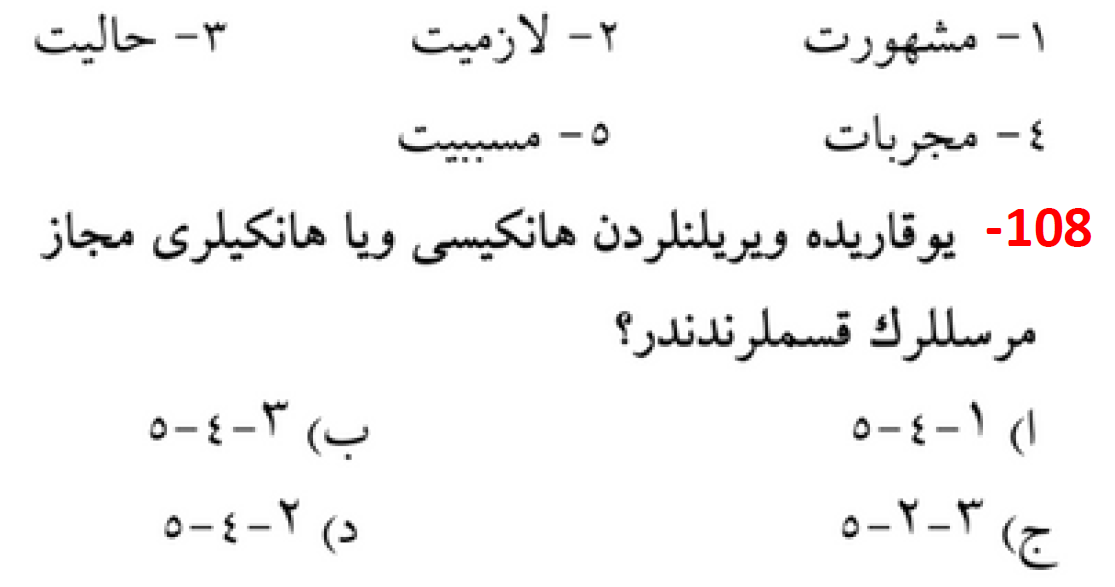 ١- مشهورت ٢- لازميت ٣- حاليت
٤- مجربات ٥- مسببيت
108- يوقاريده ويريلنلردن هانكيسى ويا هانكيلرى مجاز
مرسللرك قسملرندندر؟
ا) ١-٤-٥ ب) ٣-٤-٥
ج) ٣-٢-٥ د) ٢-٤-٥